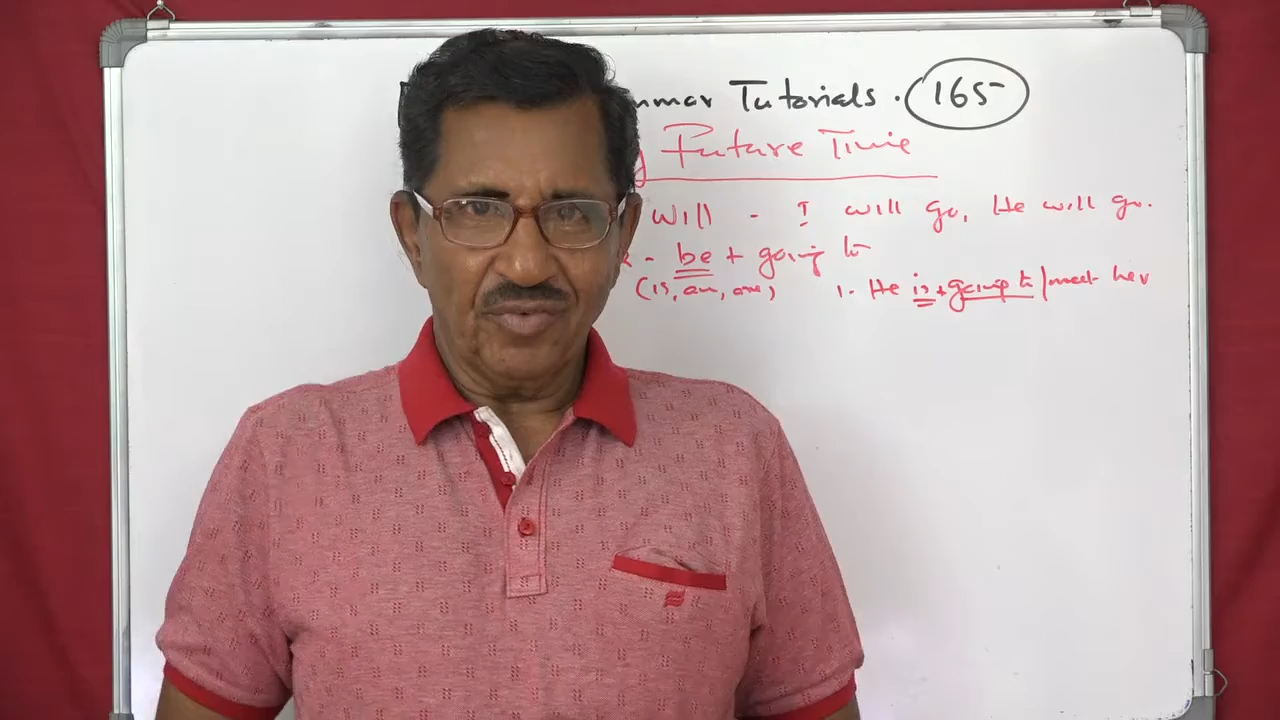 mmar Tutorials. 165
g Future Time
will - I will go, He will go.
2 - be + going to
(is, am, are) 1. He is + going to / meet her